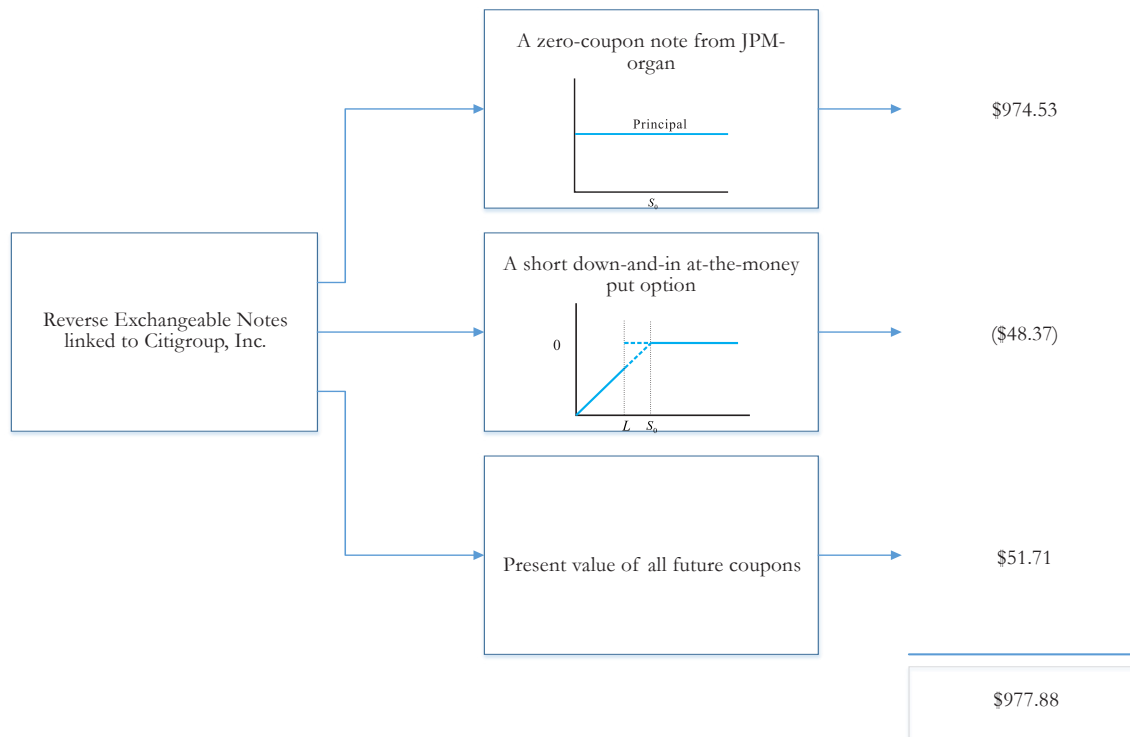 A zero-coupon note from JPM-
organ
Principal
S₀
$974.53
Reverse Exchangeable Notes
linked to Citigroup, Inc.
A short down-and-in at-the-money
put option
0
L S₀
($48.37)
Present value of all future coupons
$51.71
$977.88